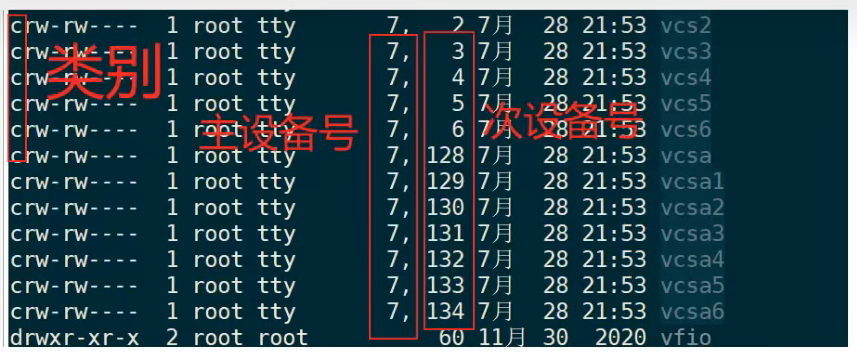 crw-rw---- 1 root tty 7, 2 7月 28 21:53 vcs2
crw-rw---- 1 root tty 7, 3 7月 28 21:53 vcs3
类别
crw-rw---- 1 root tty 7, 4 7月 28 21:53 vcs4
crw-rw---- 1 root tty 7, 5 7月 28 21:53 vcs5
主设备号 次设备号
crw-rw---- 1 root tty 7, 6 7月 28 21:53 vcs6
crw-rw---- 1 root tty 7, 128 7月 28 21:53 vcsa
crw-rw---- 1 root tty 7, 129 7月 28 21:53 vcsa1
crw-rw---- 1 root tty 7, 130 7月 28 21:53 vcsa2
crw-rw---- 1 root tty 7, 131 7月 28 21:53 vcsa3
crw-rw---- 1 root tty 7, 132 7月 28 21:53 vcsa4
crw-rw---- 1 root tty 7, 133 7月 28 21:53 vcsa5
crw-rw---- 1 root tty 7, 134 7月 28 21:53 vcsa6
drwxr-xr-x 2 root root 60 11月 30 2020 vfio